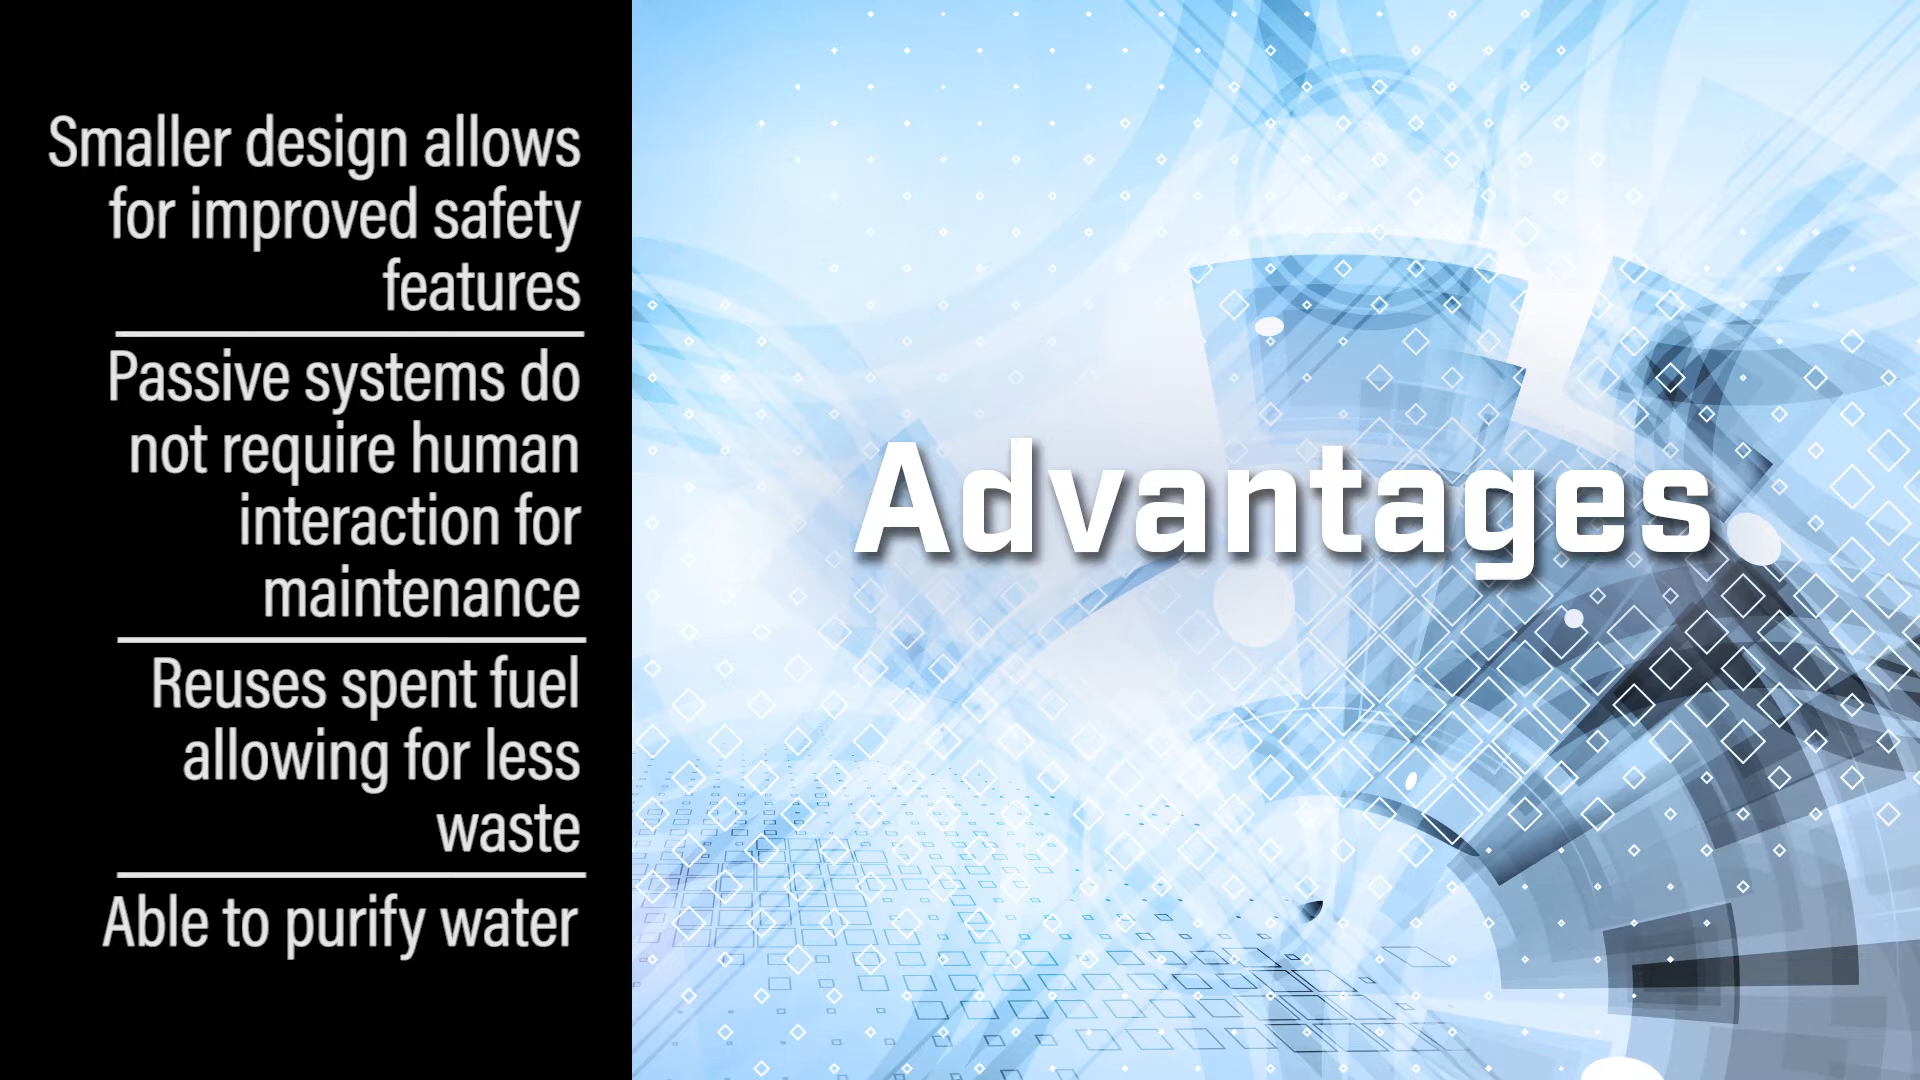 Smaller design allows
for improved safety
features
Passive systems do
not require human
interaction for
maintenance
Reuses spent fuel
allowing for less
waste
Able to purify water
Advantages